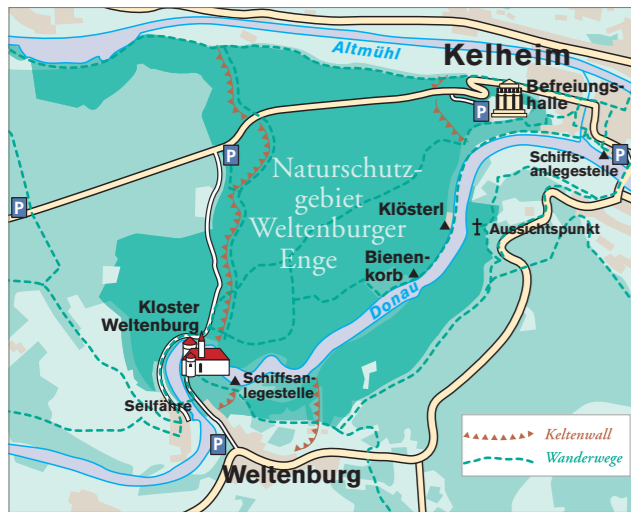 Altmühl
Kelheim
Befreiungs-
halle
P
P
P
P
P
Schiffs-
anlegestelle
Naturschutz-
gebiet
Weltenburger
Enge
Klösterl
Aussichtspunkt
Bienen-
korb
Donau
Kloster
Weltenburg
Schiffsan-
legestelle
Seilfähre
P
Weltenburg
Keltenwall
Wanderwege